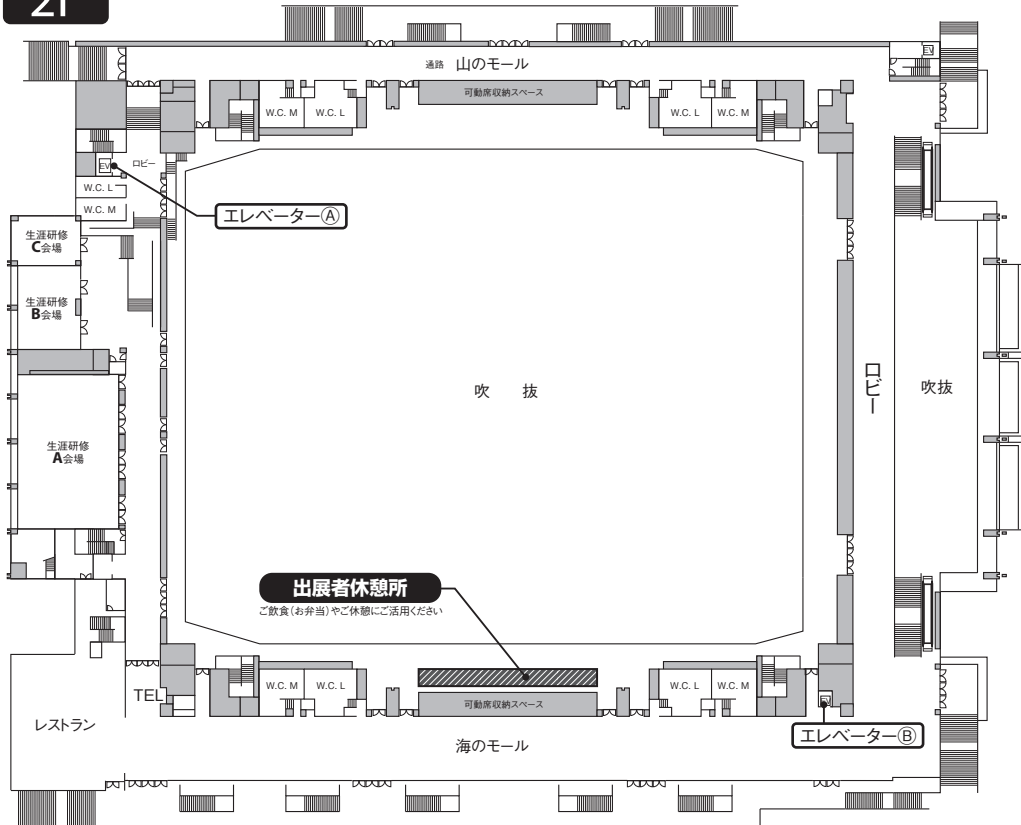 2F
EV
通路 山のモール
可動席収納スペース
W.C. M
W.C. L
W.C. L
W.C. M
EV
ロビー
W.C. L
W.C. M
エレベーターⒶ
生涯研修
C会場
生涯研修
B会場
生涯研修
A会場
吹 抜
ロビー
吹抜
出展者休憩所
ご飲食(お弁当)やご休憩にご活用ください
TEL
W.C. M
W.C. L
可動席収納スペース
W.C. L
W.C. M
EV
レストラン
海のモール
エレベーターⒷ